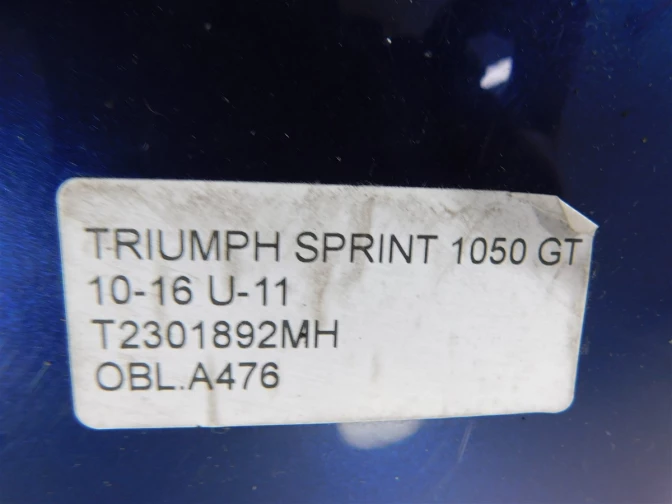 TRIUMPH SPRINT 1050 GT
10-16 U-11
T2301892MH
OBL.A476